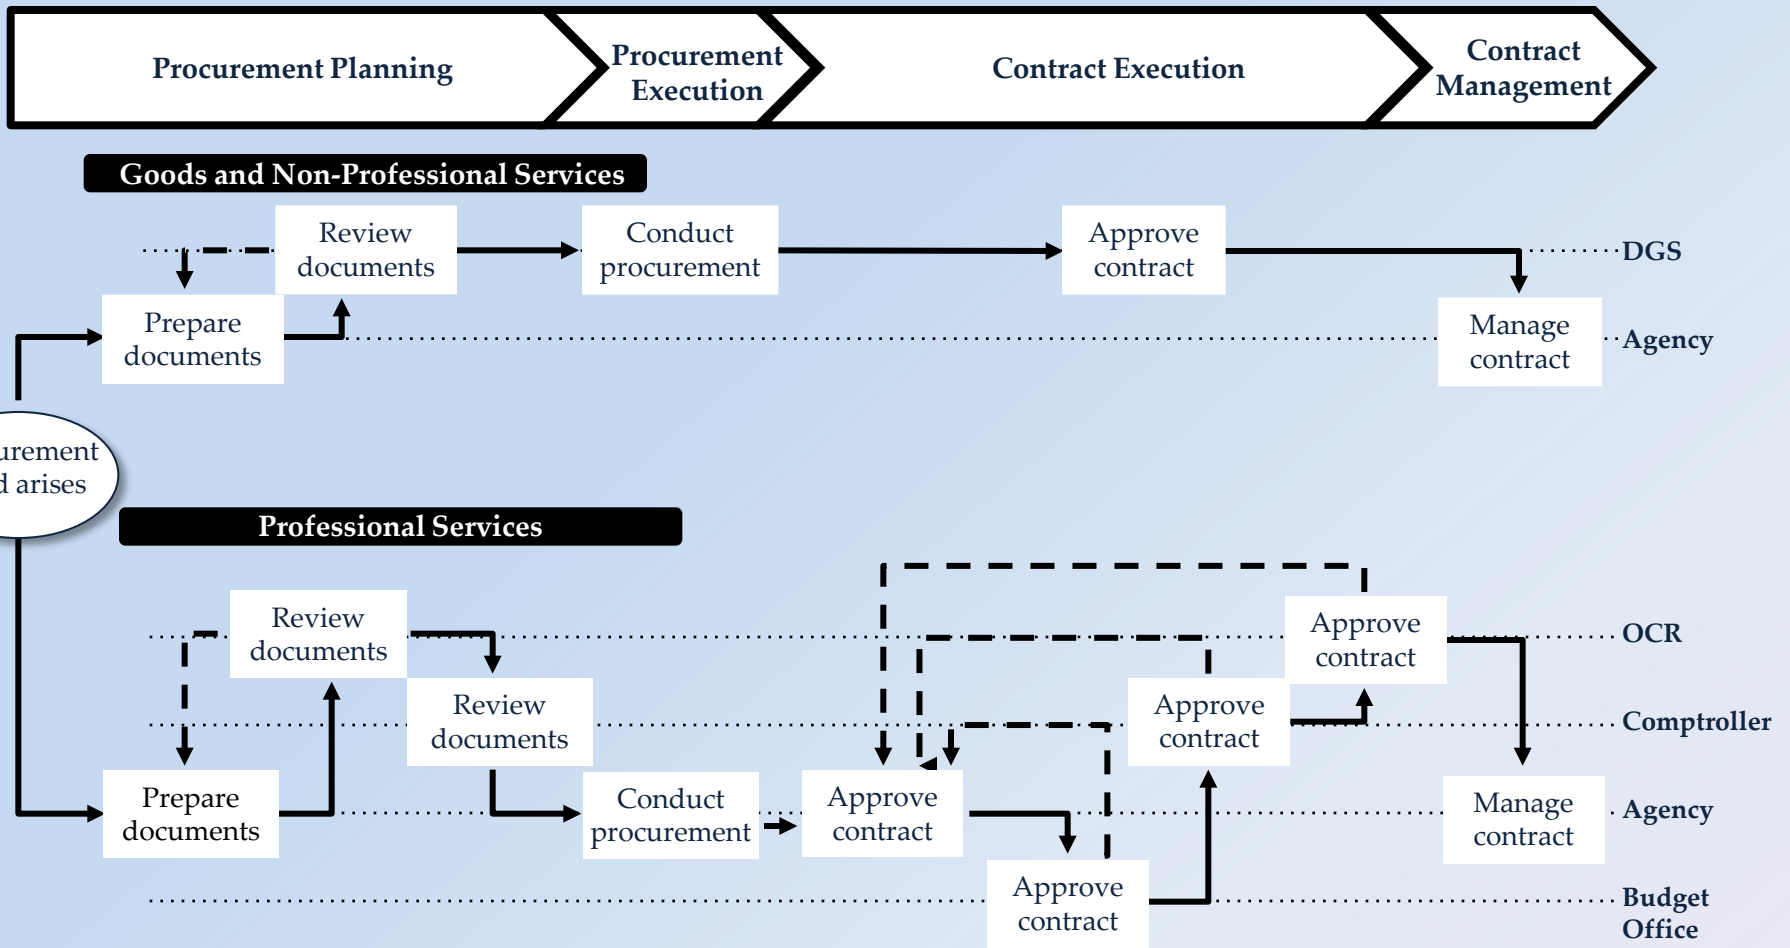 Procurement Planning
Procurement
Execution
Contract Execution
Contract
Management
Goods and Non-Professional Services
Review
documents
Conduct
procurement
Approve
contract
DGS
Prepare
documents
Manage
contract
Agency
urement
d arises
Professional Services
Review
documents
Approve
contract
OCR
Review
documents
Approve
contract
Comptroller
Prepare
documents
Conduct
procurement
Approve
contract
Manage
contract
Agency
Approve
contract
Budget
Office